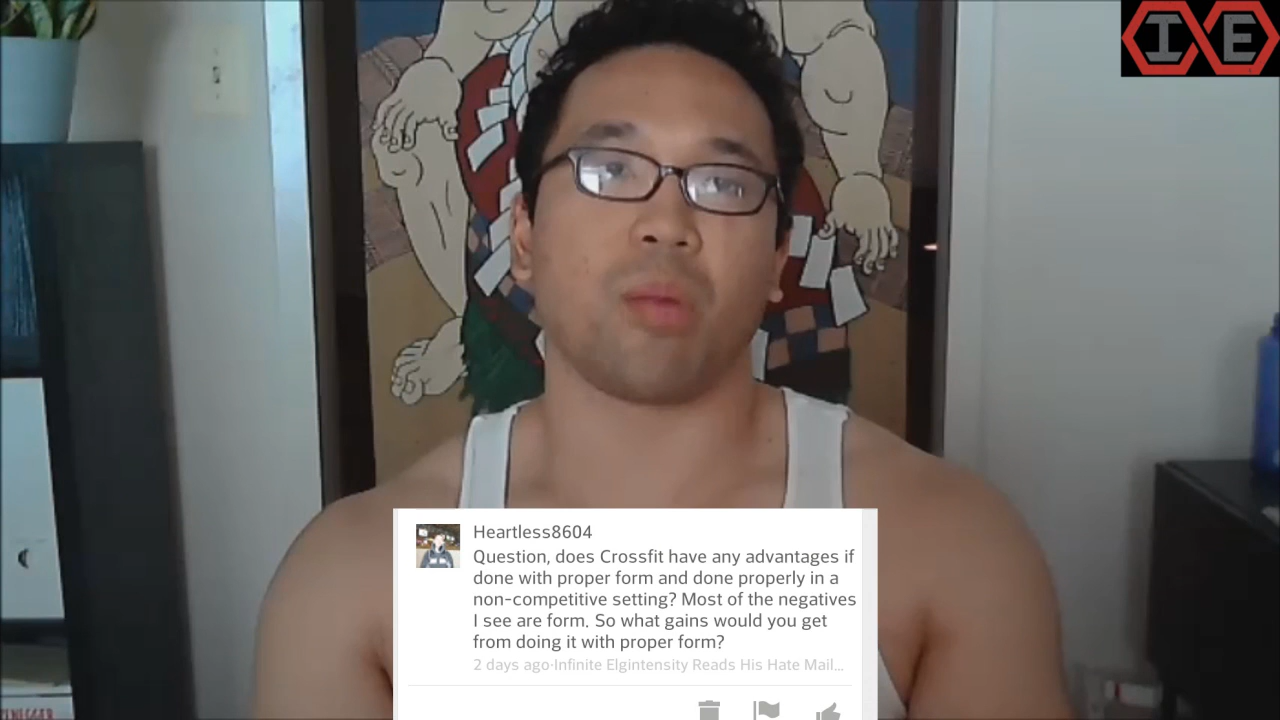 IE
Heartless8604
Question, does Crossfit have any advantages if
done with proper form and done properly in a
non-competitive setting? Most of the negatives
I see are form. So what gains would you get
from doing it with proper form?
2 days ago·Infinite Elgintensity Reads His Hate Mail...